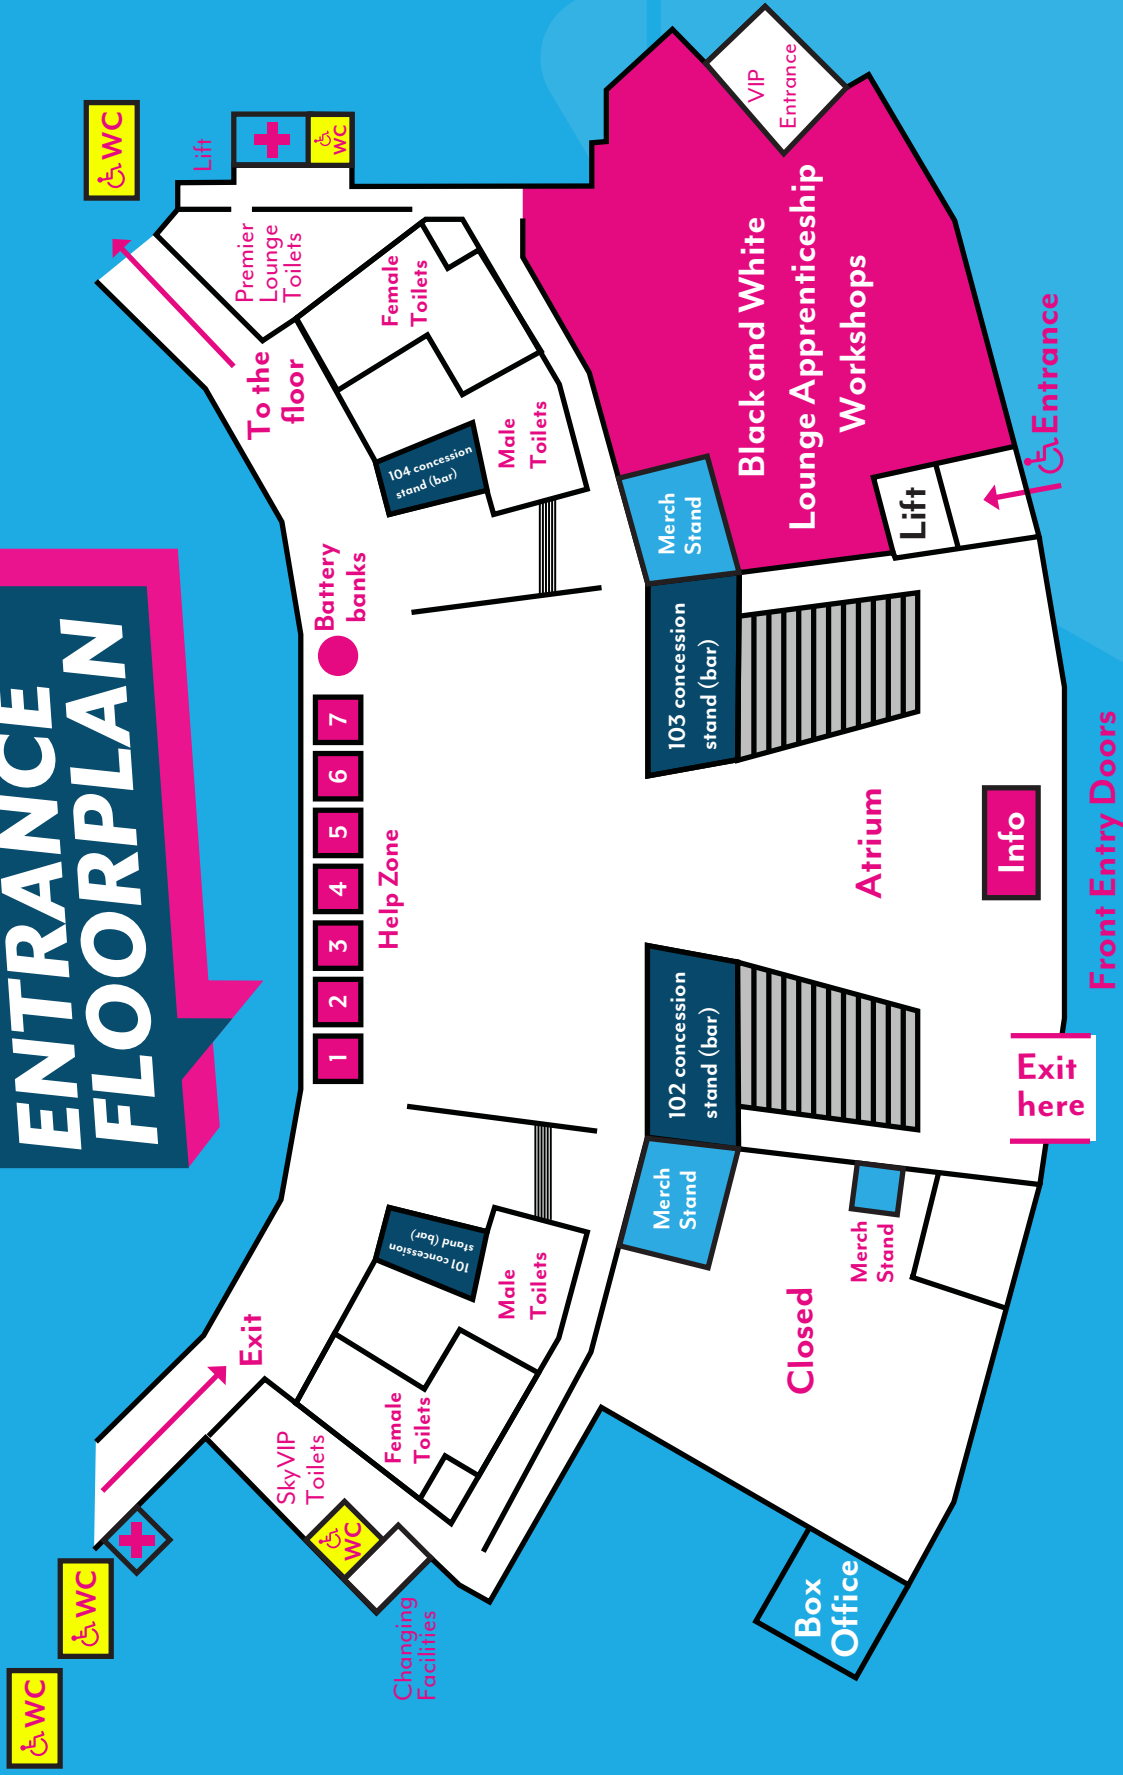 ENTRANCE
FLOORPLAN
WC
WC
WC
Exit
To the
floor
Lift
WC
1
2
3
4
5
6
7
Battery
banks
Help Zone
SkyVIP
Toilets
WC
Changing
Facilities
Female
Toilets
Male
Toilets
101 concession
stand (bar)
104 concession
stand (bar)
Male
Toilets
Female
Toilets
Premier
Lounge
Toilets
Merch
Stand
102 concession
stand (bar)
103 concession
stand (bar)
Merch
Stand
Black and White
Lounge Apprenticeship
Workshops
VIP
Entrance
Closed
Merch
Stand
Atrium
Lift
Box
Office
Exit
here
Info
Entrance
Front Entry Doors